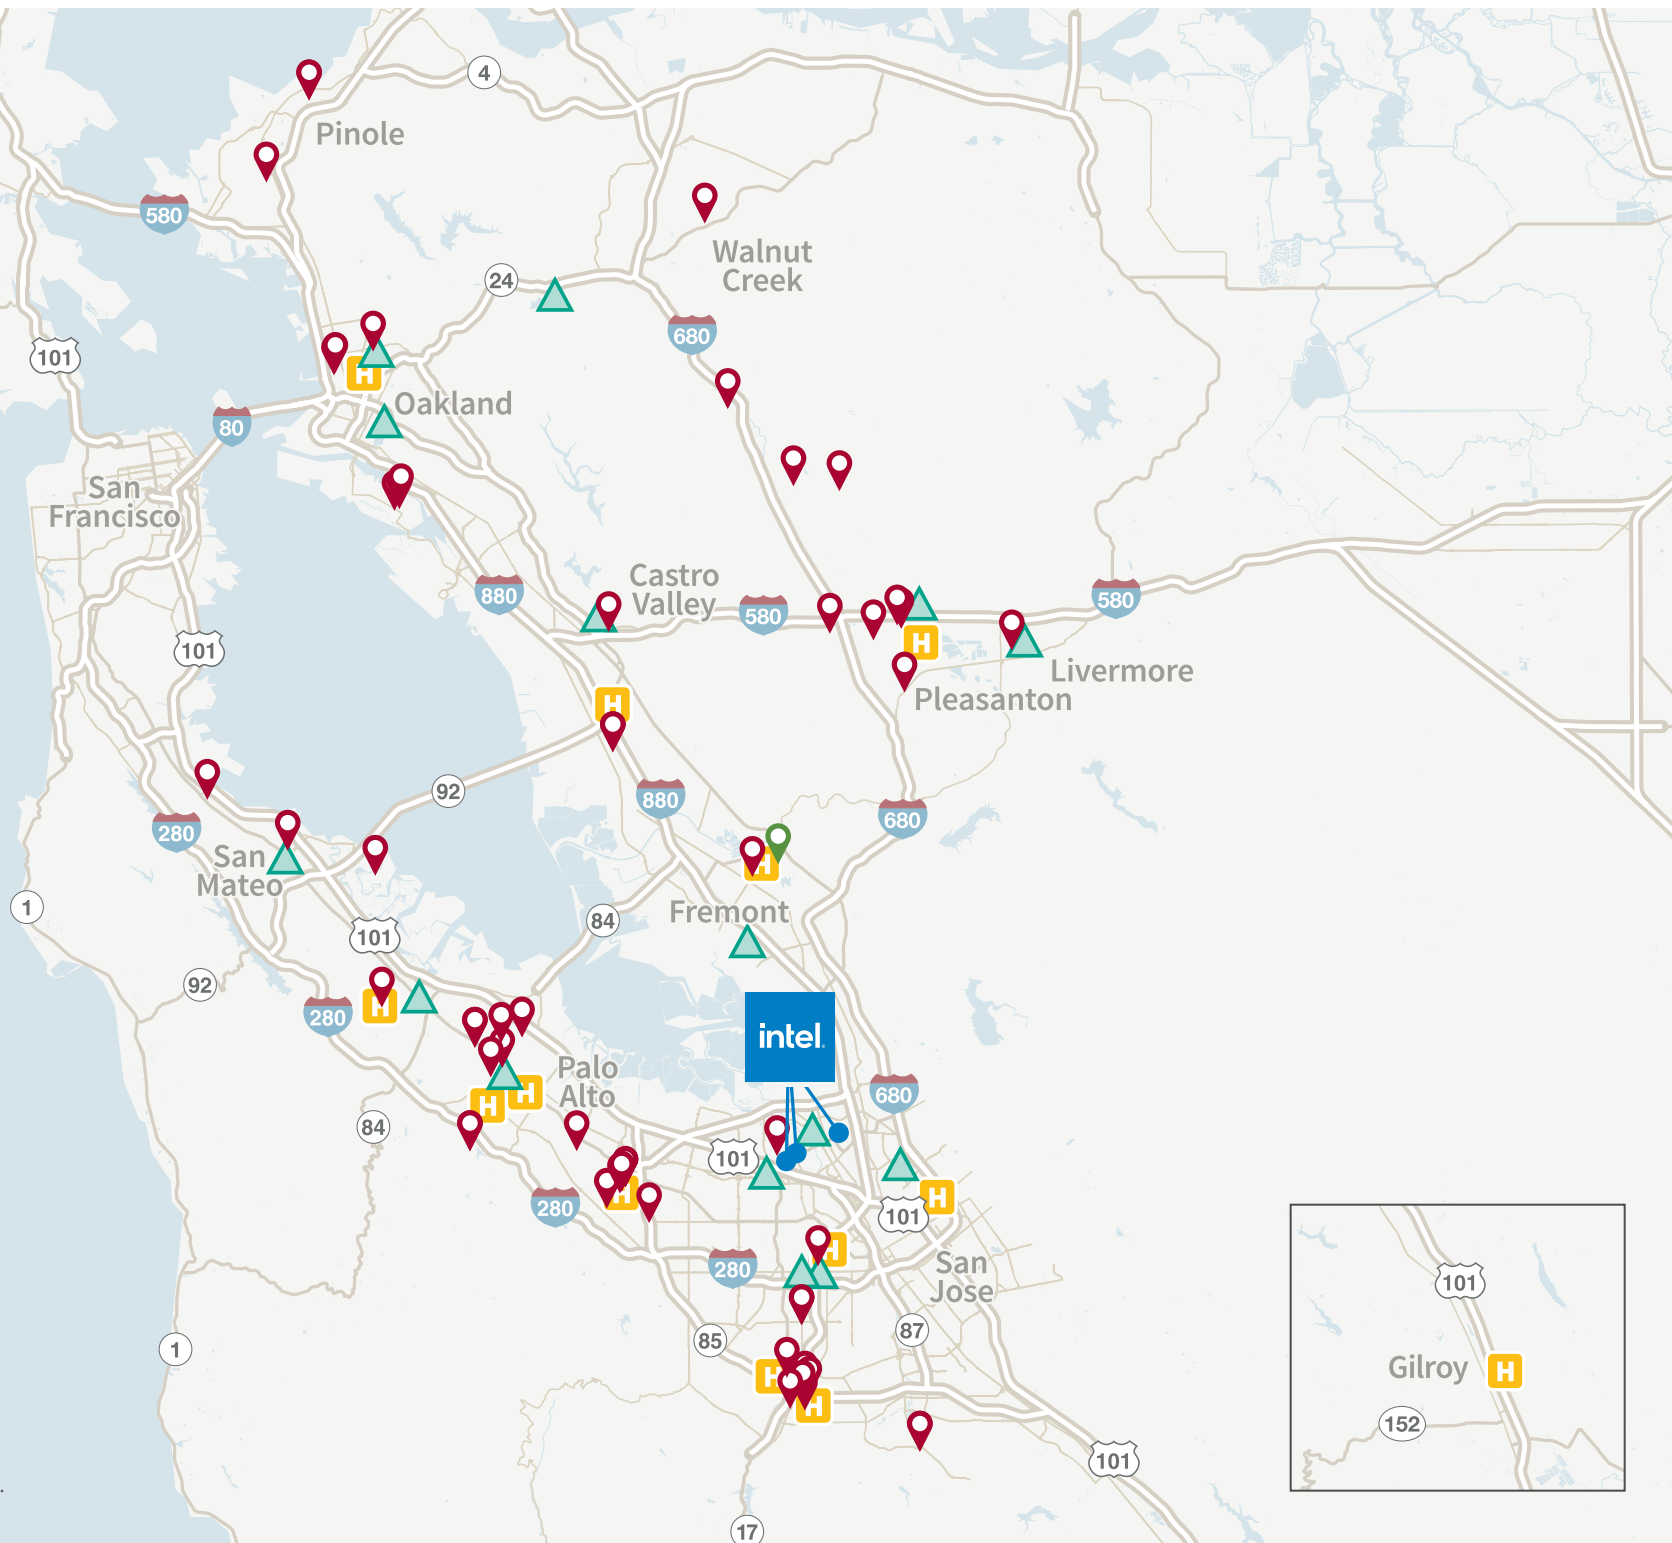 4
Pinole
580
Walnut
Creek
24
680
101
Oakland
H
80
San
Francisco
Castro
Valley
880
580
580
H
101
Livermore
Pleasanton
H
92
880
280
680
San
Mateo
H
1
Fremont
84
101
92
H
280
intel.
Palo
Alto
680
H
H
84
101
H
H
280
101
H
280
San
Jose
101
87
85
1
H
Gilroy
H
H
152
101
17